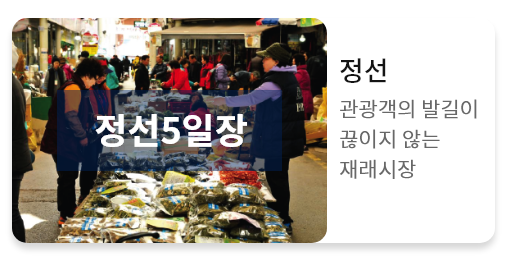 정선5일장
정선
관광객의 발길이
끊이지 않는
재래시장